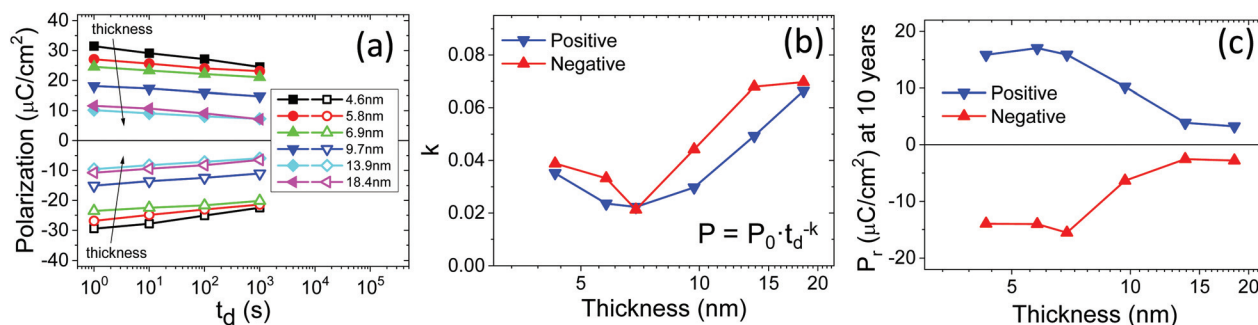 (a)
thickness
Polarization (μC/cm²)
40
30
20
10
0
-10
-20
-30
-40
4.6nm
5.8nm
6.9nm
9.7nm
13.9nm
18.4nm
thickness
10⁰ 10¹ 10² 10³ 10⁴ 10⁵
t_d (s)
(b)
Positive
Negative
k
0.08
0.06
0.04
0.02
0.00
P = P₀·t_d⁻ᵏ
5 10 15 20
Thickness (nm)
(c)
Positive
Negative
P_r (μC/cm²) at 10 years
20
10
0
-10
-20
5 10 15 20
Thickness (nm)